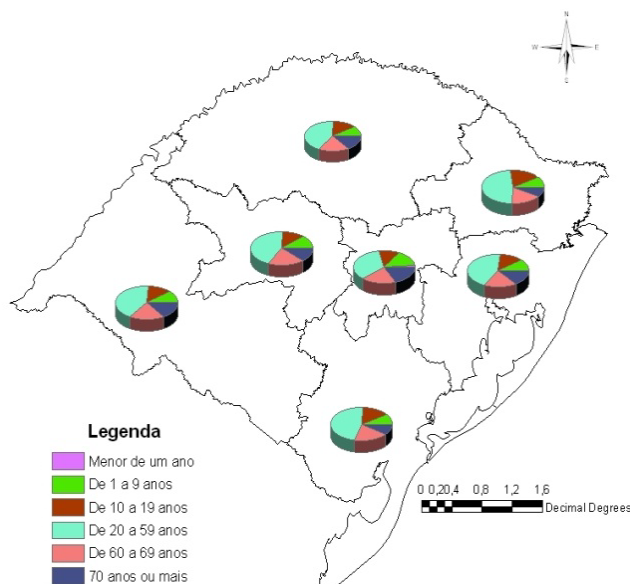 N
W E
S
Legenda
Menor de um ano
De 1 a 9 anos
De 10 a 19 anos
De 20 a 59 anos
De 60 a 69 anos
70 anos ou mais
0 0,20,4 0,8 1,2 1,6
Decimal Degrees